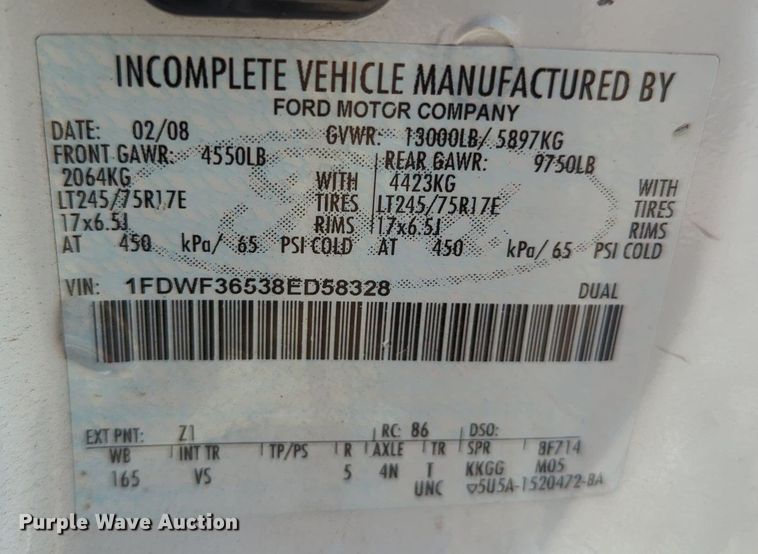 INCOMPLETE VEHICLE MANUFACTURED BY
FORD MOTOR COMPANY
DATE: 02/08 GVWR: 13000LB/ 5897KG
FRONT GAWR: 4550LB REAR GAWR: 9750LB
2064KG WITH 4423KG WITH
LT245/75R17E TIRES LT245/75R17E TIRES
17x6.5J RIMS 17x6.5J RIMS
AT 450 kPa/ 65 PSI COLD AT 450 kPa/ 65 PSI COLD
VIN: 1FDWF36538ED58328 DUAL
EXT PNT: Z1 RC: 86 DSO:
WB INT TR TP/PS R AXLE TR SPR 8F714
165 VS 5 4N T KKGG M05
UNC 5U5A-1520472-BA
Purple Wave Auction